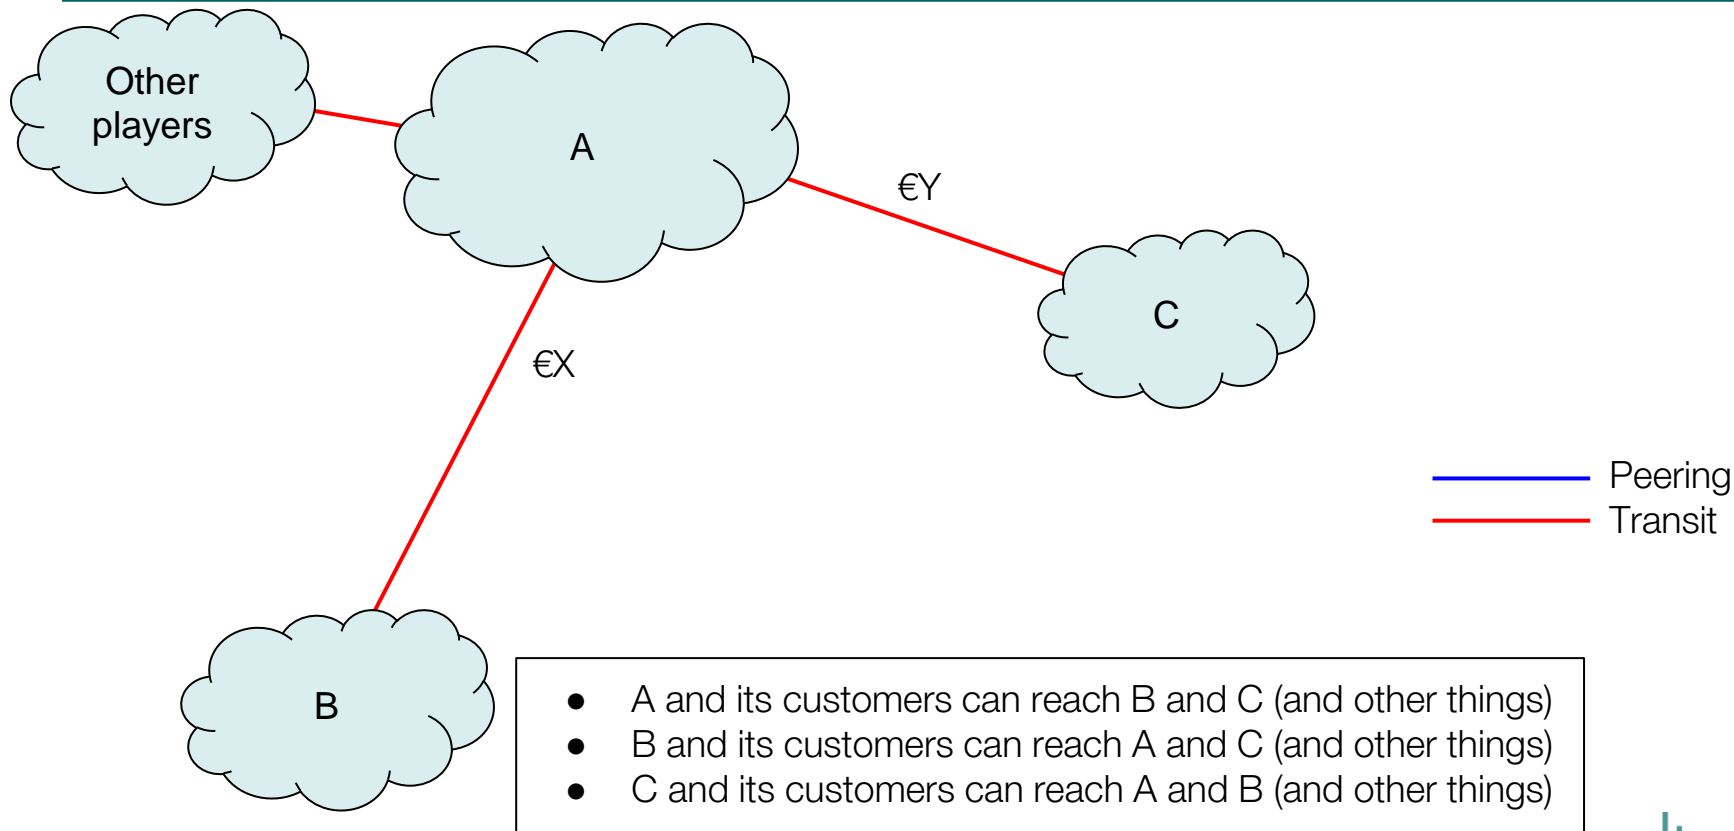 Other
players
A
€Y
C
€X
Peering
Transit
B
● A and its customers can reach B and C (and other things)
● B and its customers can reach A and C (and other things)
● C and its customers can reach A and B (and other things)